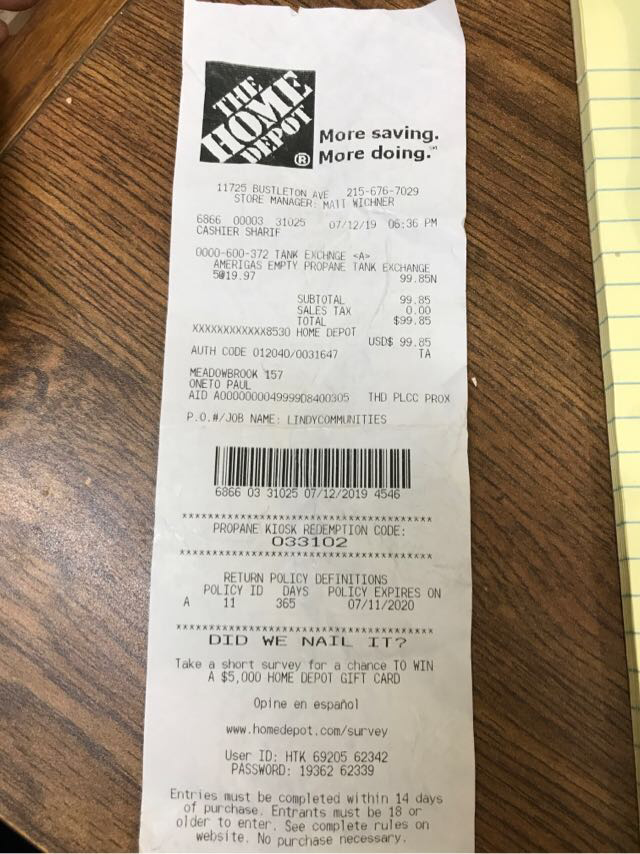 THE
HOME
DEPOT
®
More saving.
More doing.℠
11725 BUSTLETON AVE 215-676-7029
STORE MANAGER: MATT WICHNER
6866 00003 31025 07/12/19 06:36 PM
CASHIER SHARIF
0000-600-372 TANK EXCHNGE <A>
AMERIGAS EMPTY PROPANE TANK EXCHANGE
5@19.97 99.85N
SUBTOTAL 99.85
SALES TAX 0.00
TOTAL $99.85
XXXXXXXXXXXX8530 HOME DEPOT
USD$ 99.85
AUTH CODE 012040/0031647 TA
MEADOWBROOK 157
ONETO PAUL
AID A0000000049999D8400305 THD PLCC PROX
P.O.#/JOB NAME: LINDYCOMMUNITIES
6866 03 31025 07/12/2019 4546
*******************************************
PROPANE KIOSK REDEMPTION CODE:
033102
*******************************************
RETURN POLICY DEFINITIONS
POLICY ID DAYS POLICY EXPIRES ON
A 11 365 07/11/2020
*******************************************
DID WE NAIL IT?
Take a short survey for a chance TO WIN
A $5,000 HOME DEPOT GIFT CARD
Opine en español
www.homedepot.com/survey
User ID: HTK 69205 62342
PASSWORD: 19362 62339
Entries must be completed within 14 days
of purchase. Entrants must be 18 or
older to enter. See complete rules on
website. No purchase necessary.